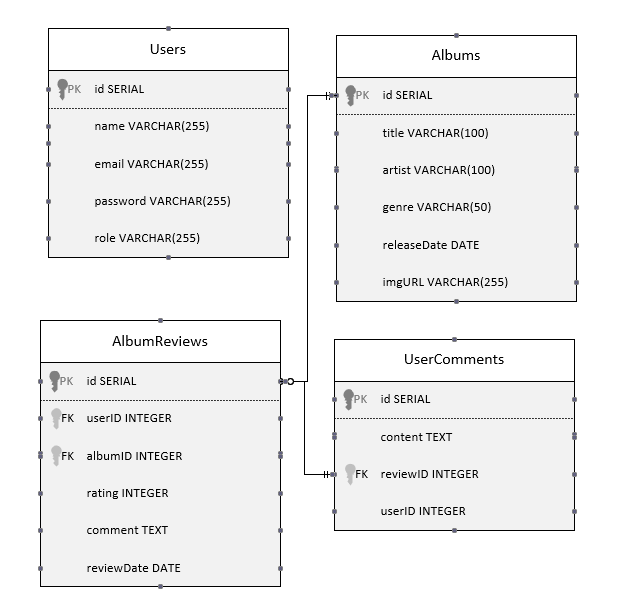 Users
PK id SERIAL
name VARCHAR(255)
email VARCHAR(255)
password VARCHAR(255)
role VARCHAR(255)
Albums
PK id SERIAL
title VARCHAR(100)
artist VARCHAR(100)
genre VARCHAR(50)
releaseDate DATE
imgURL VARCHAR(255)
AlbumReviews
PK id SERIAL
FK userID INTEGER
FK albumID INTEGER
rating INTEGER
comment TEXT
reviewDate DATE
UserComments
PK id SERIAL
content TEXT
FK reviewID INTEGER
userID INTEGER